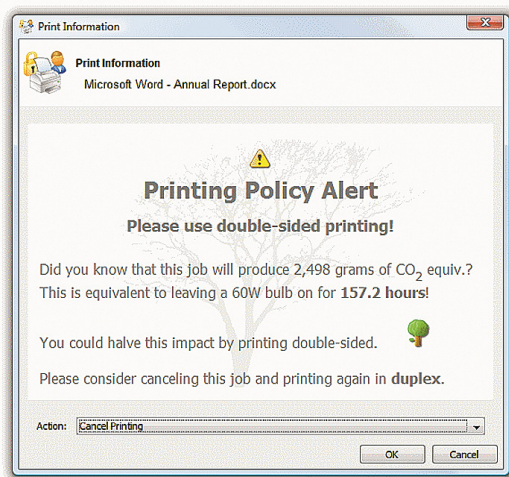 Print Information
Print Information
Microsoft Word - Annual Report.docx
Printing Policy Alert
Please use double-sided printing!
Did you know that this job will produce 2,498 grams of CO2 equiv.?
This is equivalent to leaving a 60W bulb on for 157.2 hours!
You could halve this impact by printing double-sided.
Please consider canceling this job and printing again in duplex.
Action: Cancel Printing
OK Cancel